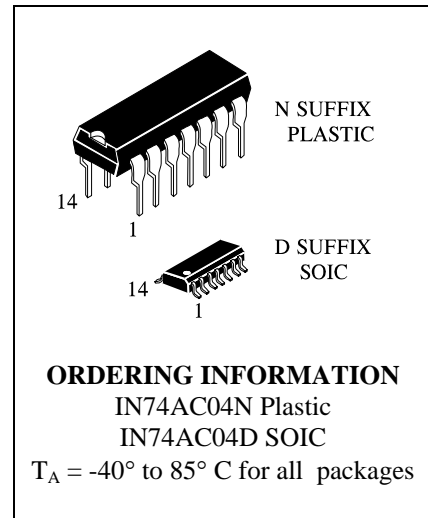 N SUFFIX
PLASTIC
14
1
D SUFFIX
SOIC
14
1
ORDERING INFORMATION
IN74AC04N Plastic
IN74AC04D SOIC
T_A = -40° to 85° C for all packages